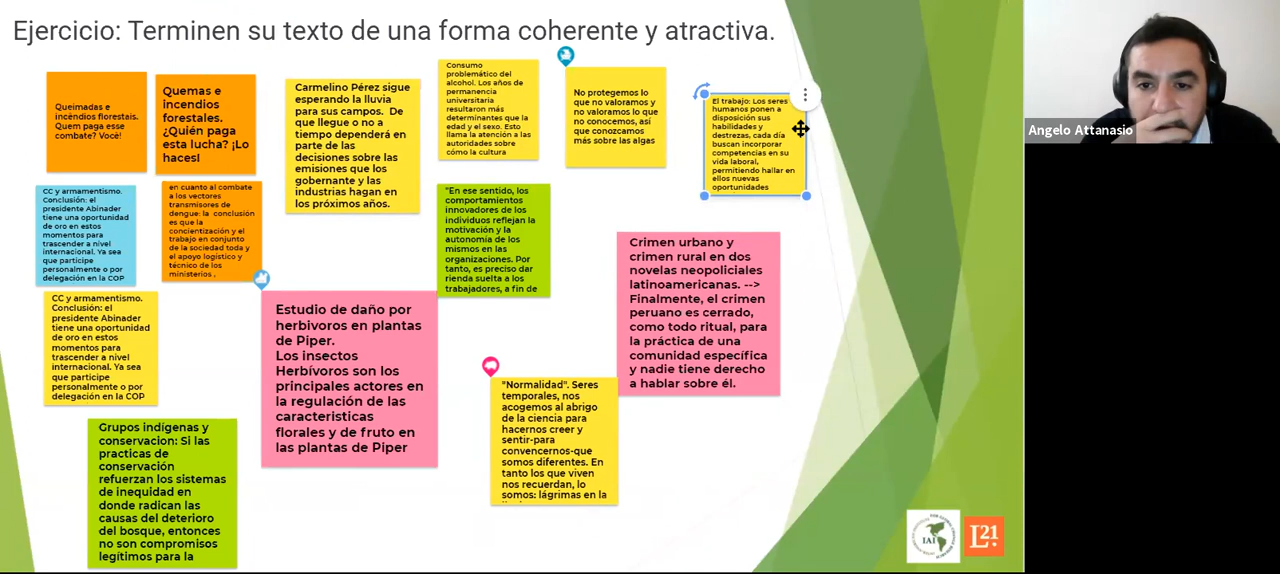 Ejercicio: Terminen su texto de una forma coherente y atractiva.
Queimadas e
incêndios florestais.
Quem paga esse
combate? Você!
Quemas e
incendios
forestales.
¿Quién paga
esta lucha? ¡Lo
haces!
Carmelino Pérez sigue
esperando la lluvia
para sus campos. De
que llegue o no a
tiempo dependerá en
parte de las
decisiones sobre las
emisiones que los
gobernante y las
industrias hagan en
los próximos años.
Consumo
problemático del
alcohol. Los años de
permanencia
universitaria
resultaron más
determinantes que la
edad y el sexo. Esto
llama la atención a las
autoridades sobre
cómo la cultura
No protegemos lo
que no valoramos y
no valoramos lo que
no conocemos, así
que conozcamos
más sobre las algas
El trabajo: Los seres
humanos ponen a
disposición sus
habilidades y
destrezas, cada día
buscan incorporar
competencias en su
vida laboral,
permitiendo hallar en
ellos nuevas
oportunidades
Angelo Attanasio
CC y armamentismo.
Conclusión: el
presidente Abinader
tiene una oportunidad
de oro en estos
momentos para
trascender a nivel
internacional. Ya sea
que participe
personalmente o por
delegación en la COP
en cuanto al combate
a los vectores
transmisores de
dengue: la conclusión
es que la
concientización y el
trabajo en conjunto
de la sociedad toda y
el apoyo logístico y
técnico de los
ministerios ,
"En ese sentido, los
comportamientos
innovadores de los
individuos reflejan la
motivación y la
autonomía de los
mismos en las
organizaciones. Por
tanto, es preciso dar
rienda suelta a los
trabajadores, a fin de
Crimen urbano y
crimen rural en dos
novelas neopoliciales
latinoamericanas. -->
Finalmente, el crimen
peruano es cerrado,
como todo ritual, para
la práctica de una
comunidad específica
y nadie tiene derecho
a hablar sobre él.
CC y armamentismo.
Conclusión: el
presidente Abinader
tiene una oportunidad
de oro en estos
momentos para
trascender a nivel
internacional. Ya sea
que participe
personalmente o por
delegación en la COP
Estudio de daño por
herbivoros en plantas
de Piper.
Los insectos
Herbívoros son los
principales actores en
la regulación de las
caracteristicas
florales y de fruto en
las plantas de Piper
"Normalidad". Seres
temporales, nos
acogemos al abrigo
de la ciencia para
hacernos creer y
sentir-para
convencernos-que
somos diferentes. En
tanto los que viven
nos recuerdan, lo
somos: lágrimas en la
Grupos indígenas y
conservacion: Si las
practicas de
conservación
refuerzan los sistemas
de inequidad en
donde radican las
causas del deterioro
del bosque, entonces
no son compromisos
legítimos para la
IAI
L21